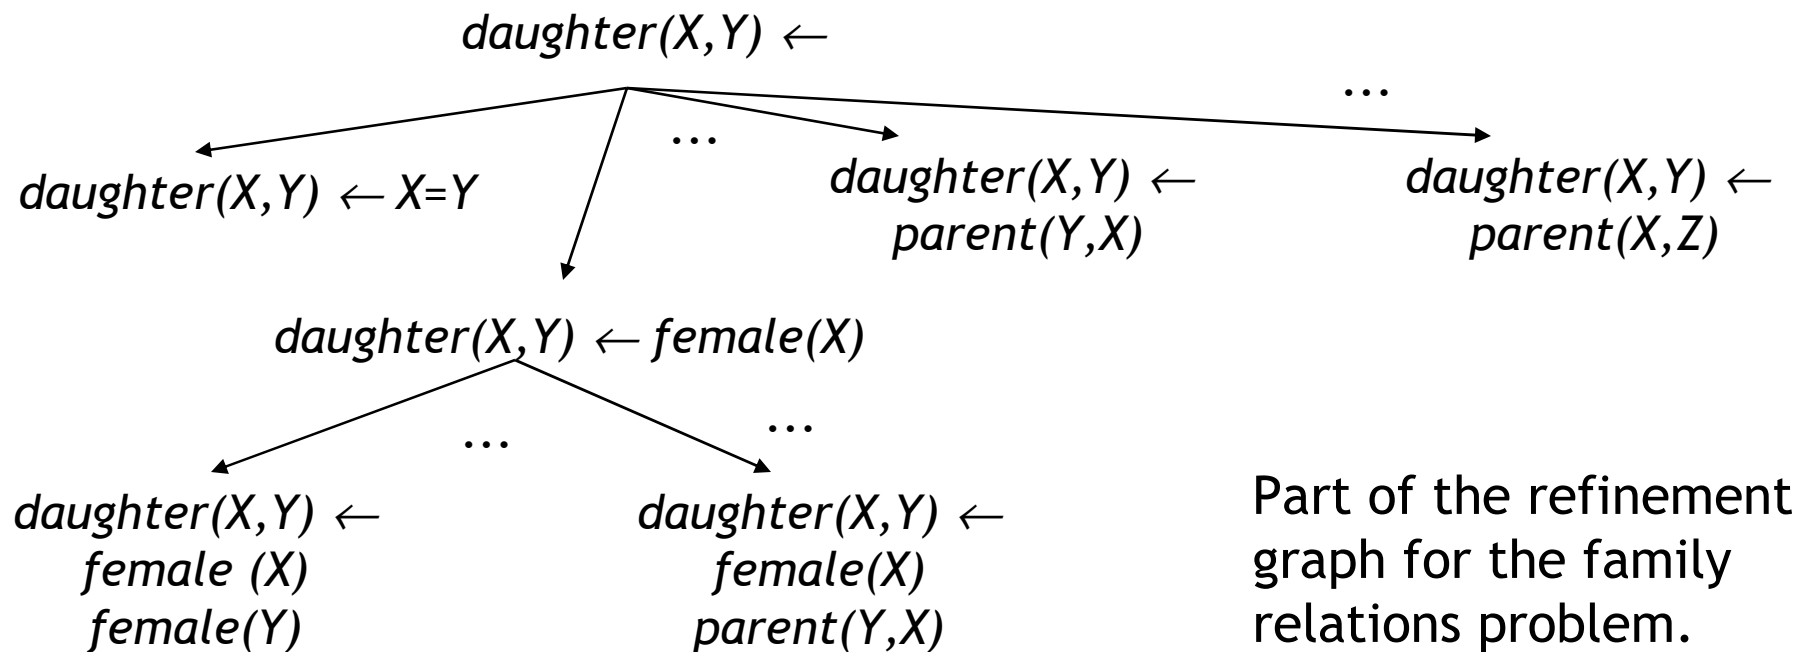 daughter(X,Y) ←
...
...
daughter(X,Y) ← X=Y
daughter(X,Y) ←
parent(Y,X)
daughter(X,Y) ←
parent(X,Z)
daughter(X,Y) ← female(X)
...
...
daughter(X,Y) ←
female (X)
female(Y)
daughter(X,Y) ←
female(X)
parent(Y,X)
Part of the refinement
graph for the family
relations problem.